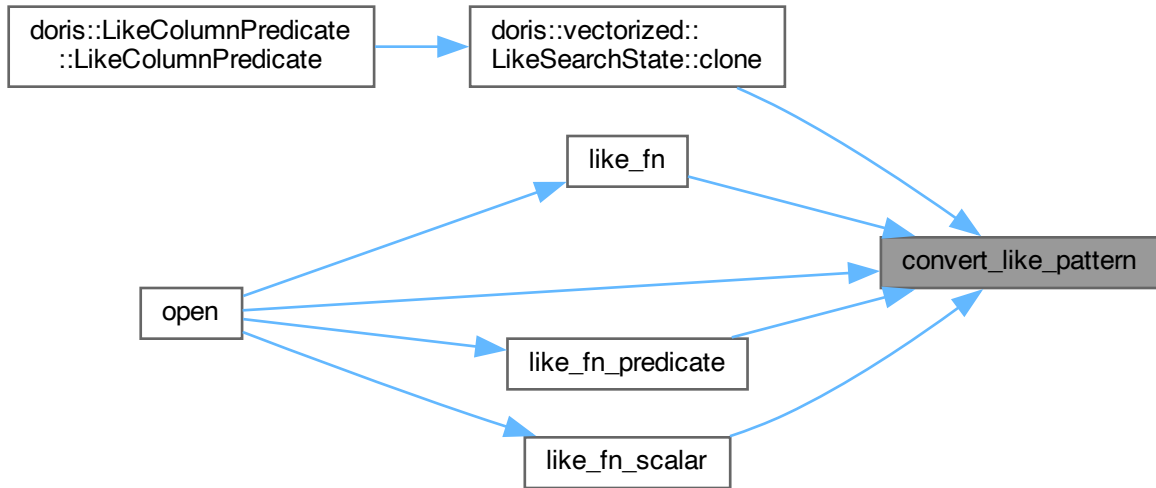 doris::LikeColumnPredicate
::LikeColumnPredicate
doris::vectorized::
LikeSearchState::clone
like_fn
convert_like_pattern
open
like_fn_predicate
like_fn_scalar